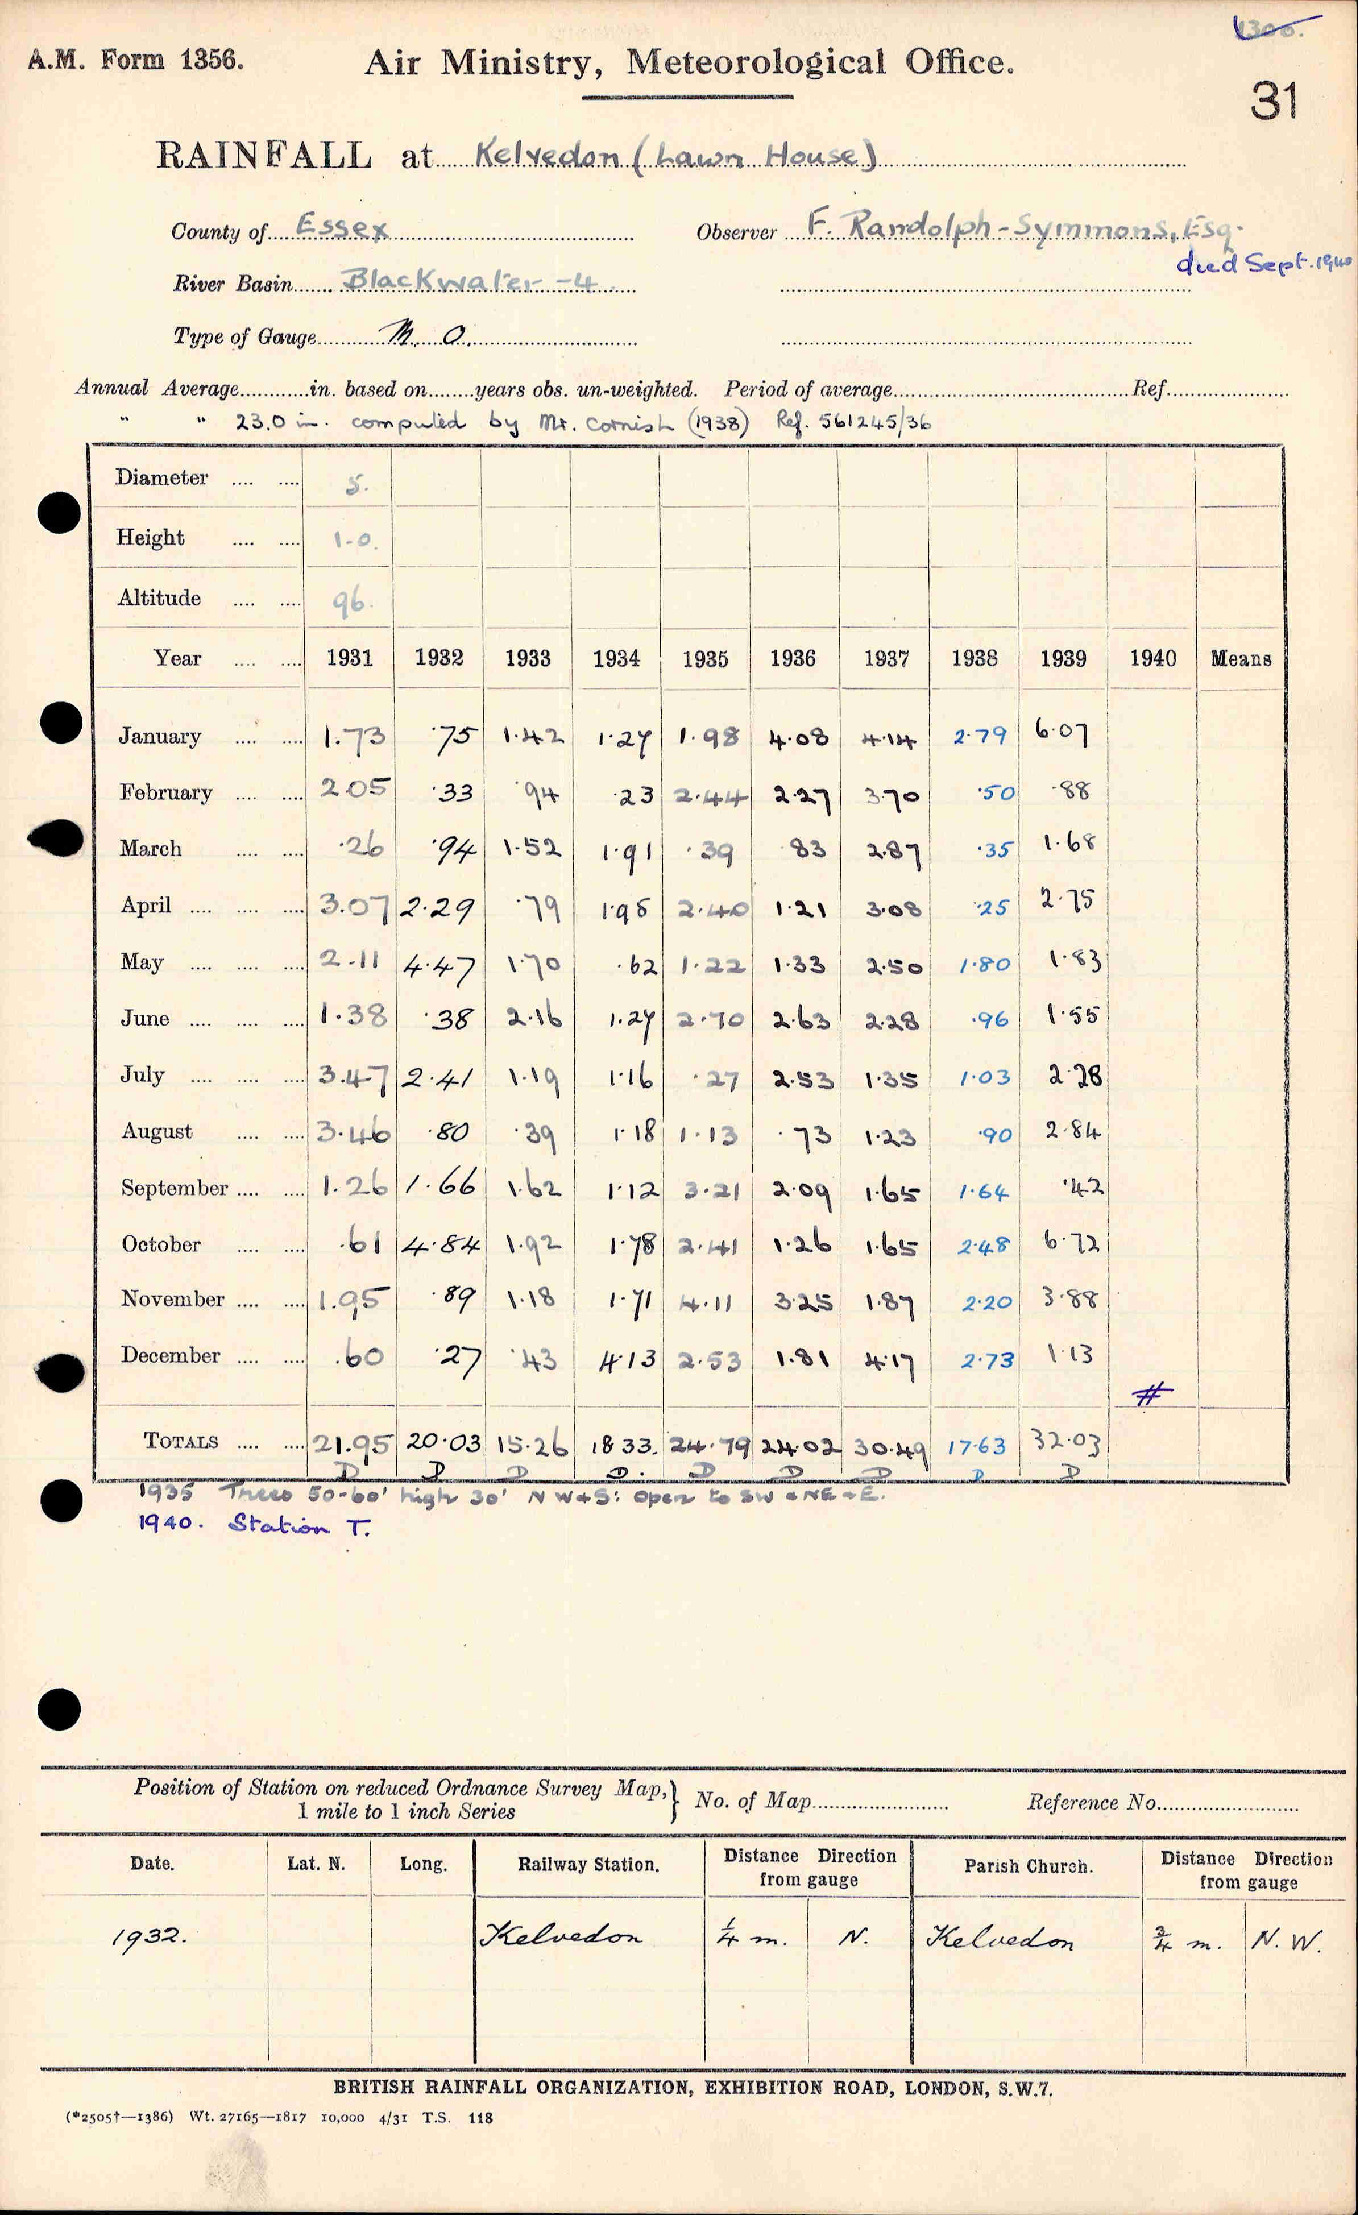 1306.
A.M. Form 1356. Air Ministry, Meteorological Office.
31
RAINFALL at Kelvedon (Lawn House)
County of Essex Observer F. Randolph-Symmons, Esq.
died Sept. 1940
River Basin Blackwater -4
Type of Gauge M. O.
Annual Average............in. based on........years obs. un-weighted. Period of average........................Ref.....................
" " 23.0 in. computed by Mr. Cornish (1938) Ref. 561245/36
Diameter .... .... 5.
Height .... .... 1-0.
Altitude .... .... 96.
Year .... .... 1931 1932 1933 1934 1935 1936 1937 1938 1939 1940 Means
January .... .... 1.73 .75 1.42 1.27 1.98 4.08 4.14 2.79 6.07
February .... .... 2.05 .33 .94 .23 2.44 2.27 3.70 .50 .88
March .... .... .26 .94 1.52 1.91 .39 .83 2.87 .35 1.68
April .... .... .... 3.07 2.29 .79 1.95 2.40 1.21 3.08 .25 2.75
May .... .... .... 2.11 4.47 1.70 .62 1.22 1.33 2.50 1.80 1.83
June .... .... .... 1.38 .38 2.16 1.27 2.70 2.63 2.28 .96 1.55
July .... .... .... 3.47 2.41 1.19 1.16 .27 2.53 1.35 1.03 2.28
August .... .... 3.46 .80 .39 1.18 1.13 .73 1.23 .90 2.84
September .... .... 1.26 1.66 1.62 1.12 3.21 2.09 1.65 1.64 .42
October .... .... .61 4.84 1.92 1.78 2.41 1.26 1.65 2.48 6.72
November .... .... 1.95 .89 1.18 1.71 4.11 3.25 1.87 2.20 3.88
December .... .... .60 .27 .43 4.13 2.53 1.81 4.17 2.73 1.13
#
TOTALS .... .... 21.95 20.03 15.26 18 33. 24.79 24.02 30.49 17.63 32.03
D D D D. D D D D D
1935 Trees 50-60' high 30' N W+S: open to SW + NE + E.
1940. Station T.
Position of Station on reduced Ordnance Survey Map,} No. of Map........................ Reference No.........................
1 mile to 1 inch Series
Date. Lat. N. Long. Railway Station. Distance Direction from gauge Parish Church. Distance Direction from gauge
1932. Kelvedon 1/4 m. N. Kelvedon 3/4 m. N. W.
BRITISH RAINFALL ORGANIZATION, EXHIBITION ROAD, LONDON, S.W.7.
(*2505†—1386) Wt. 27165—1817 10,000 4/31 T.S. 118